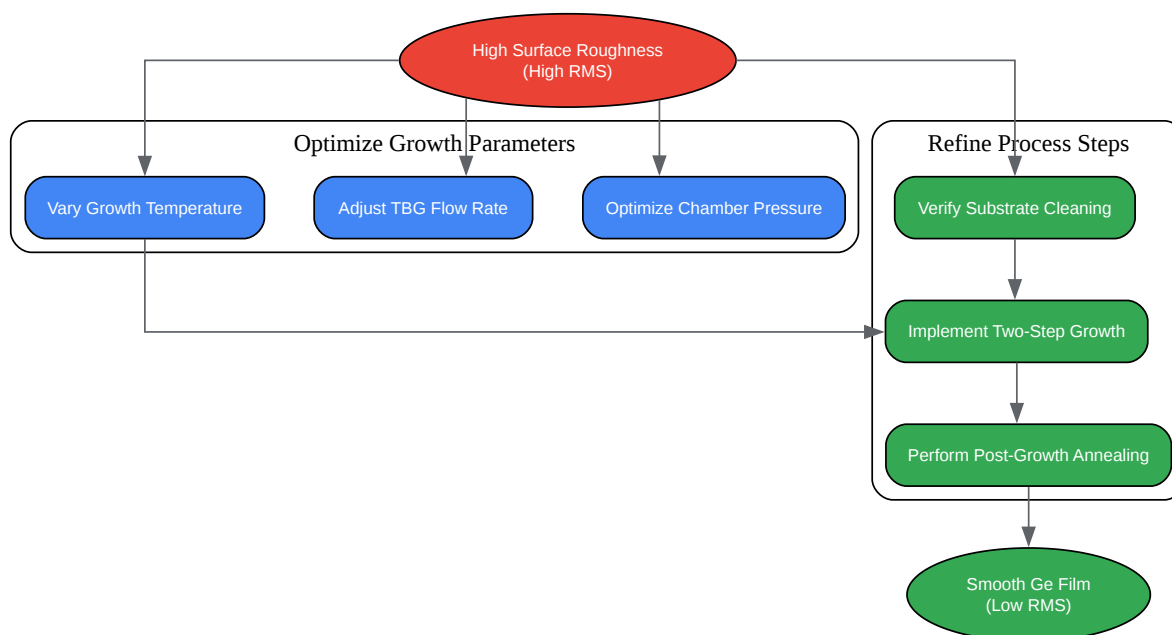 High Surface Roughness
(High RMS)
Optimize Growth Parameters
Refine Process Steps
Vary Growth Temperature
Adjust TBG Flow Rate
Optimize Chamber Pressure
Verify Substrate Cleaning
Implement Two-Step Growth
Perform Post-Growth Annealing
Smooth Ge Film
(Low RMS)